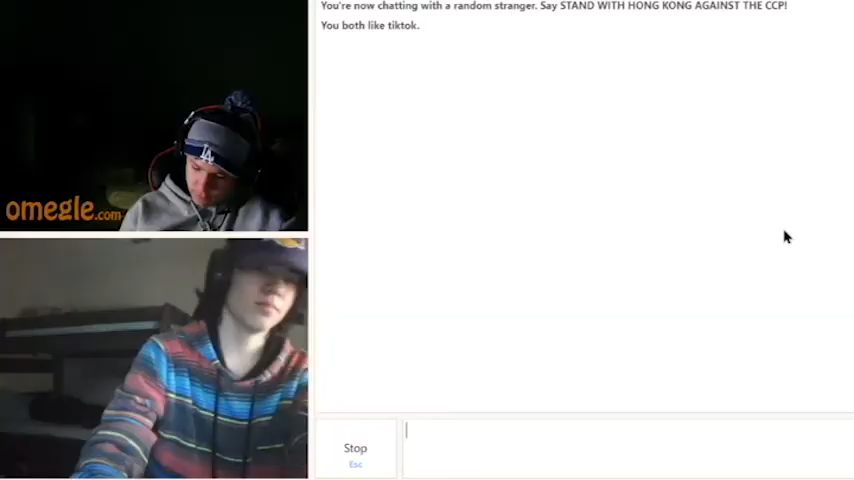 You're now chatting with a random stranger. Say STAND WITH HONG KONG AGAINST THE CCP!
You both like tiktok.
LA
omegle.com
Stop
Esc